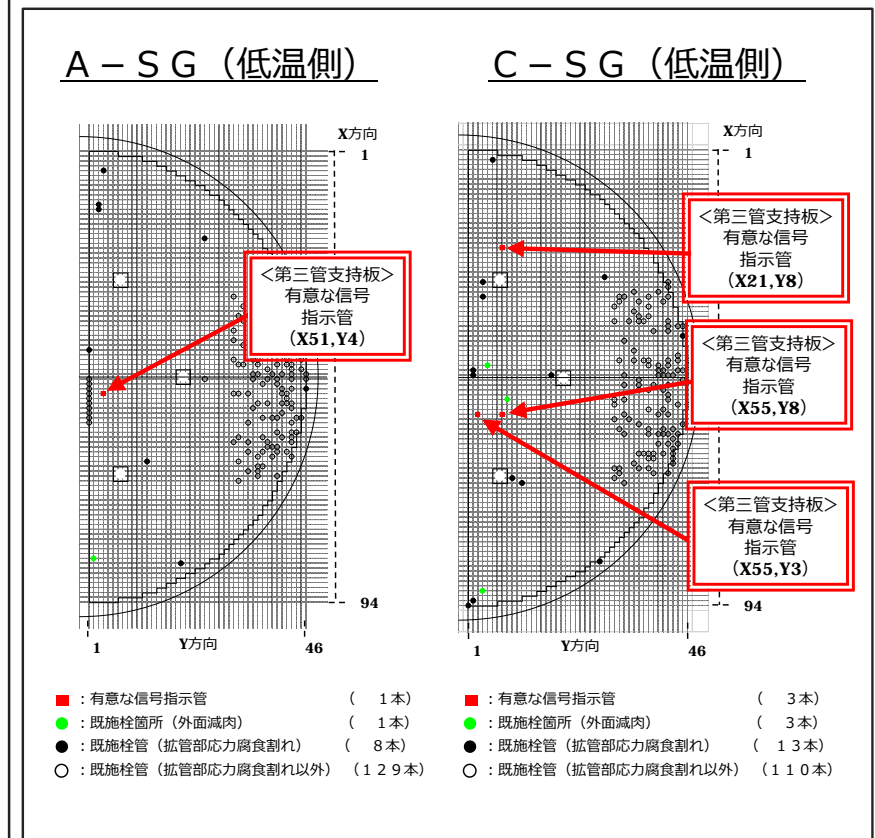 A－SG（低温側）
X方向
1
<第三管支持板>
有意な信号
指示管
（X51,Y4）
94
1
Y方向
46
■：有意な信号指示管 （　1本）
●：既施栓箇所（外面減肉） （　1本）
●：既施栓管（拡管部応力腐食割れ） （　8本）
○：既施栓管（拡管部応力腐食割れ以外） （129本）
C－SG（低温側）
X方向
1
<第三管支持板>
有意な信号
指示管
（X21,Y8）
<第三管支持板>
有意な信号
指示管
（X55,Y8）
<第三管支持板>
有意な信号
指示管
（X55,Y3）
94
1
Y方向
46
■：有意な信号指示管 （　3本）
●：既施栓箇所（外面減肉） （　3本）
●：既施栓管（拡管部応力腐食割れ） （　13本）
○：既施栓管（拡管部応力腐食割れ以外） （110本）